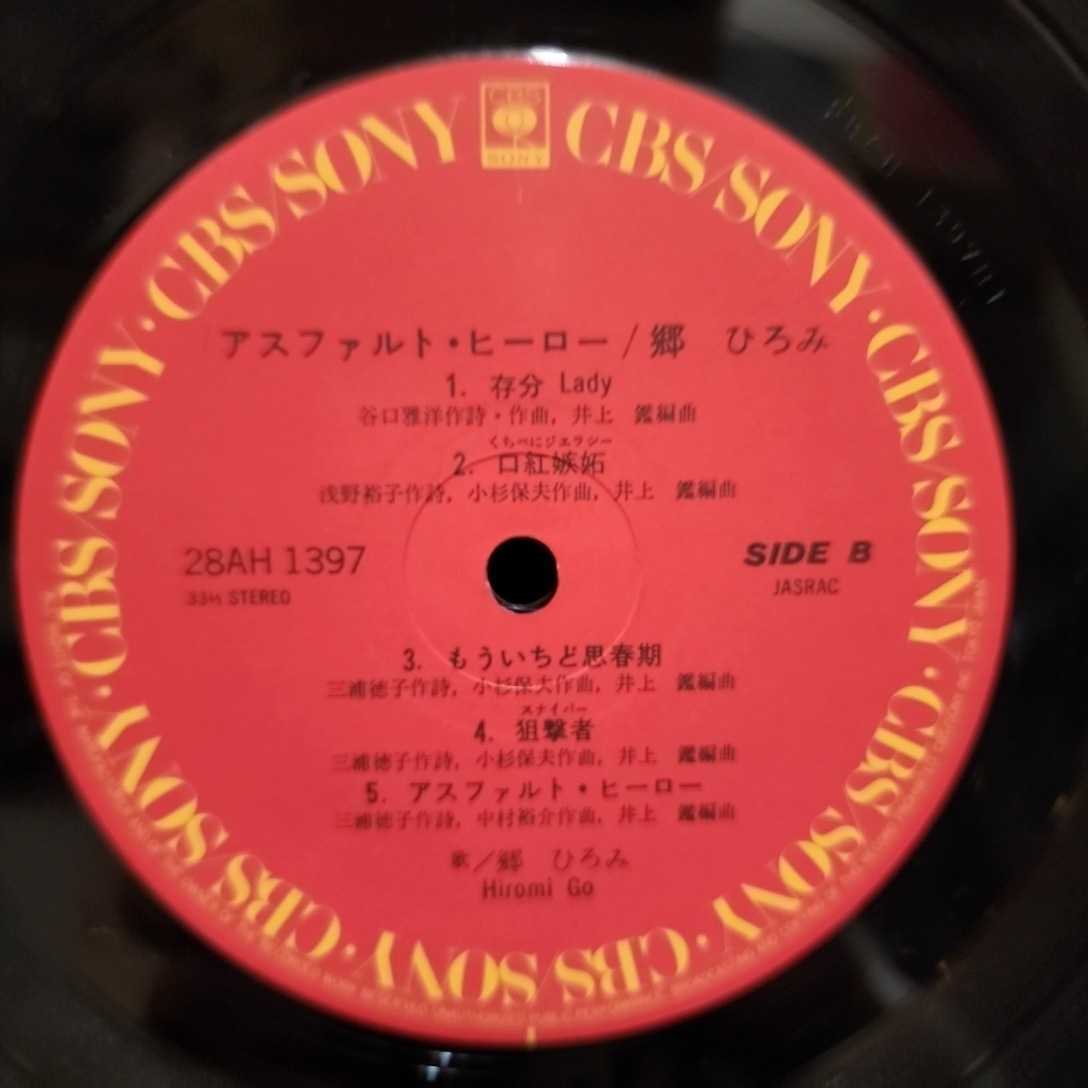 CBS
SONY
CBS/SONY · CBS/SONY · CBS/SONY · CBS/SONY · CBS/SONY · CBS/SONY · CBS/SONY · CBS/SONY
アスファルト・ヒーロー/郷 ひろみ
1. 存分 Lady
谷口雅洋作詩・作曲, 井上 鑑編曲
くちべにジェラシー
2. 口紅嫉妬
浅野裕子作詩, 小杉保夫作曲, 井上 鑑編曲
28AH 1397
33⅓ STEREO
SIDE B
JASRAC
3. もういちど思春期
三浦徳子作詩, 小杉保夫作曲, 井上 鑑編曲
スナイパー
4. 狙撃者
三浦徳子作詩, 小杉保夫作曲, 井上 鑑編曲
5. アスファルト・ヒーロー
三浦徳子作詩, 中村裕介作曲, 井上 鑑編曲
歌/郷 ひろみ
Hiromi Go